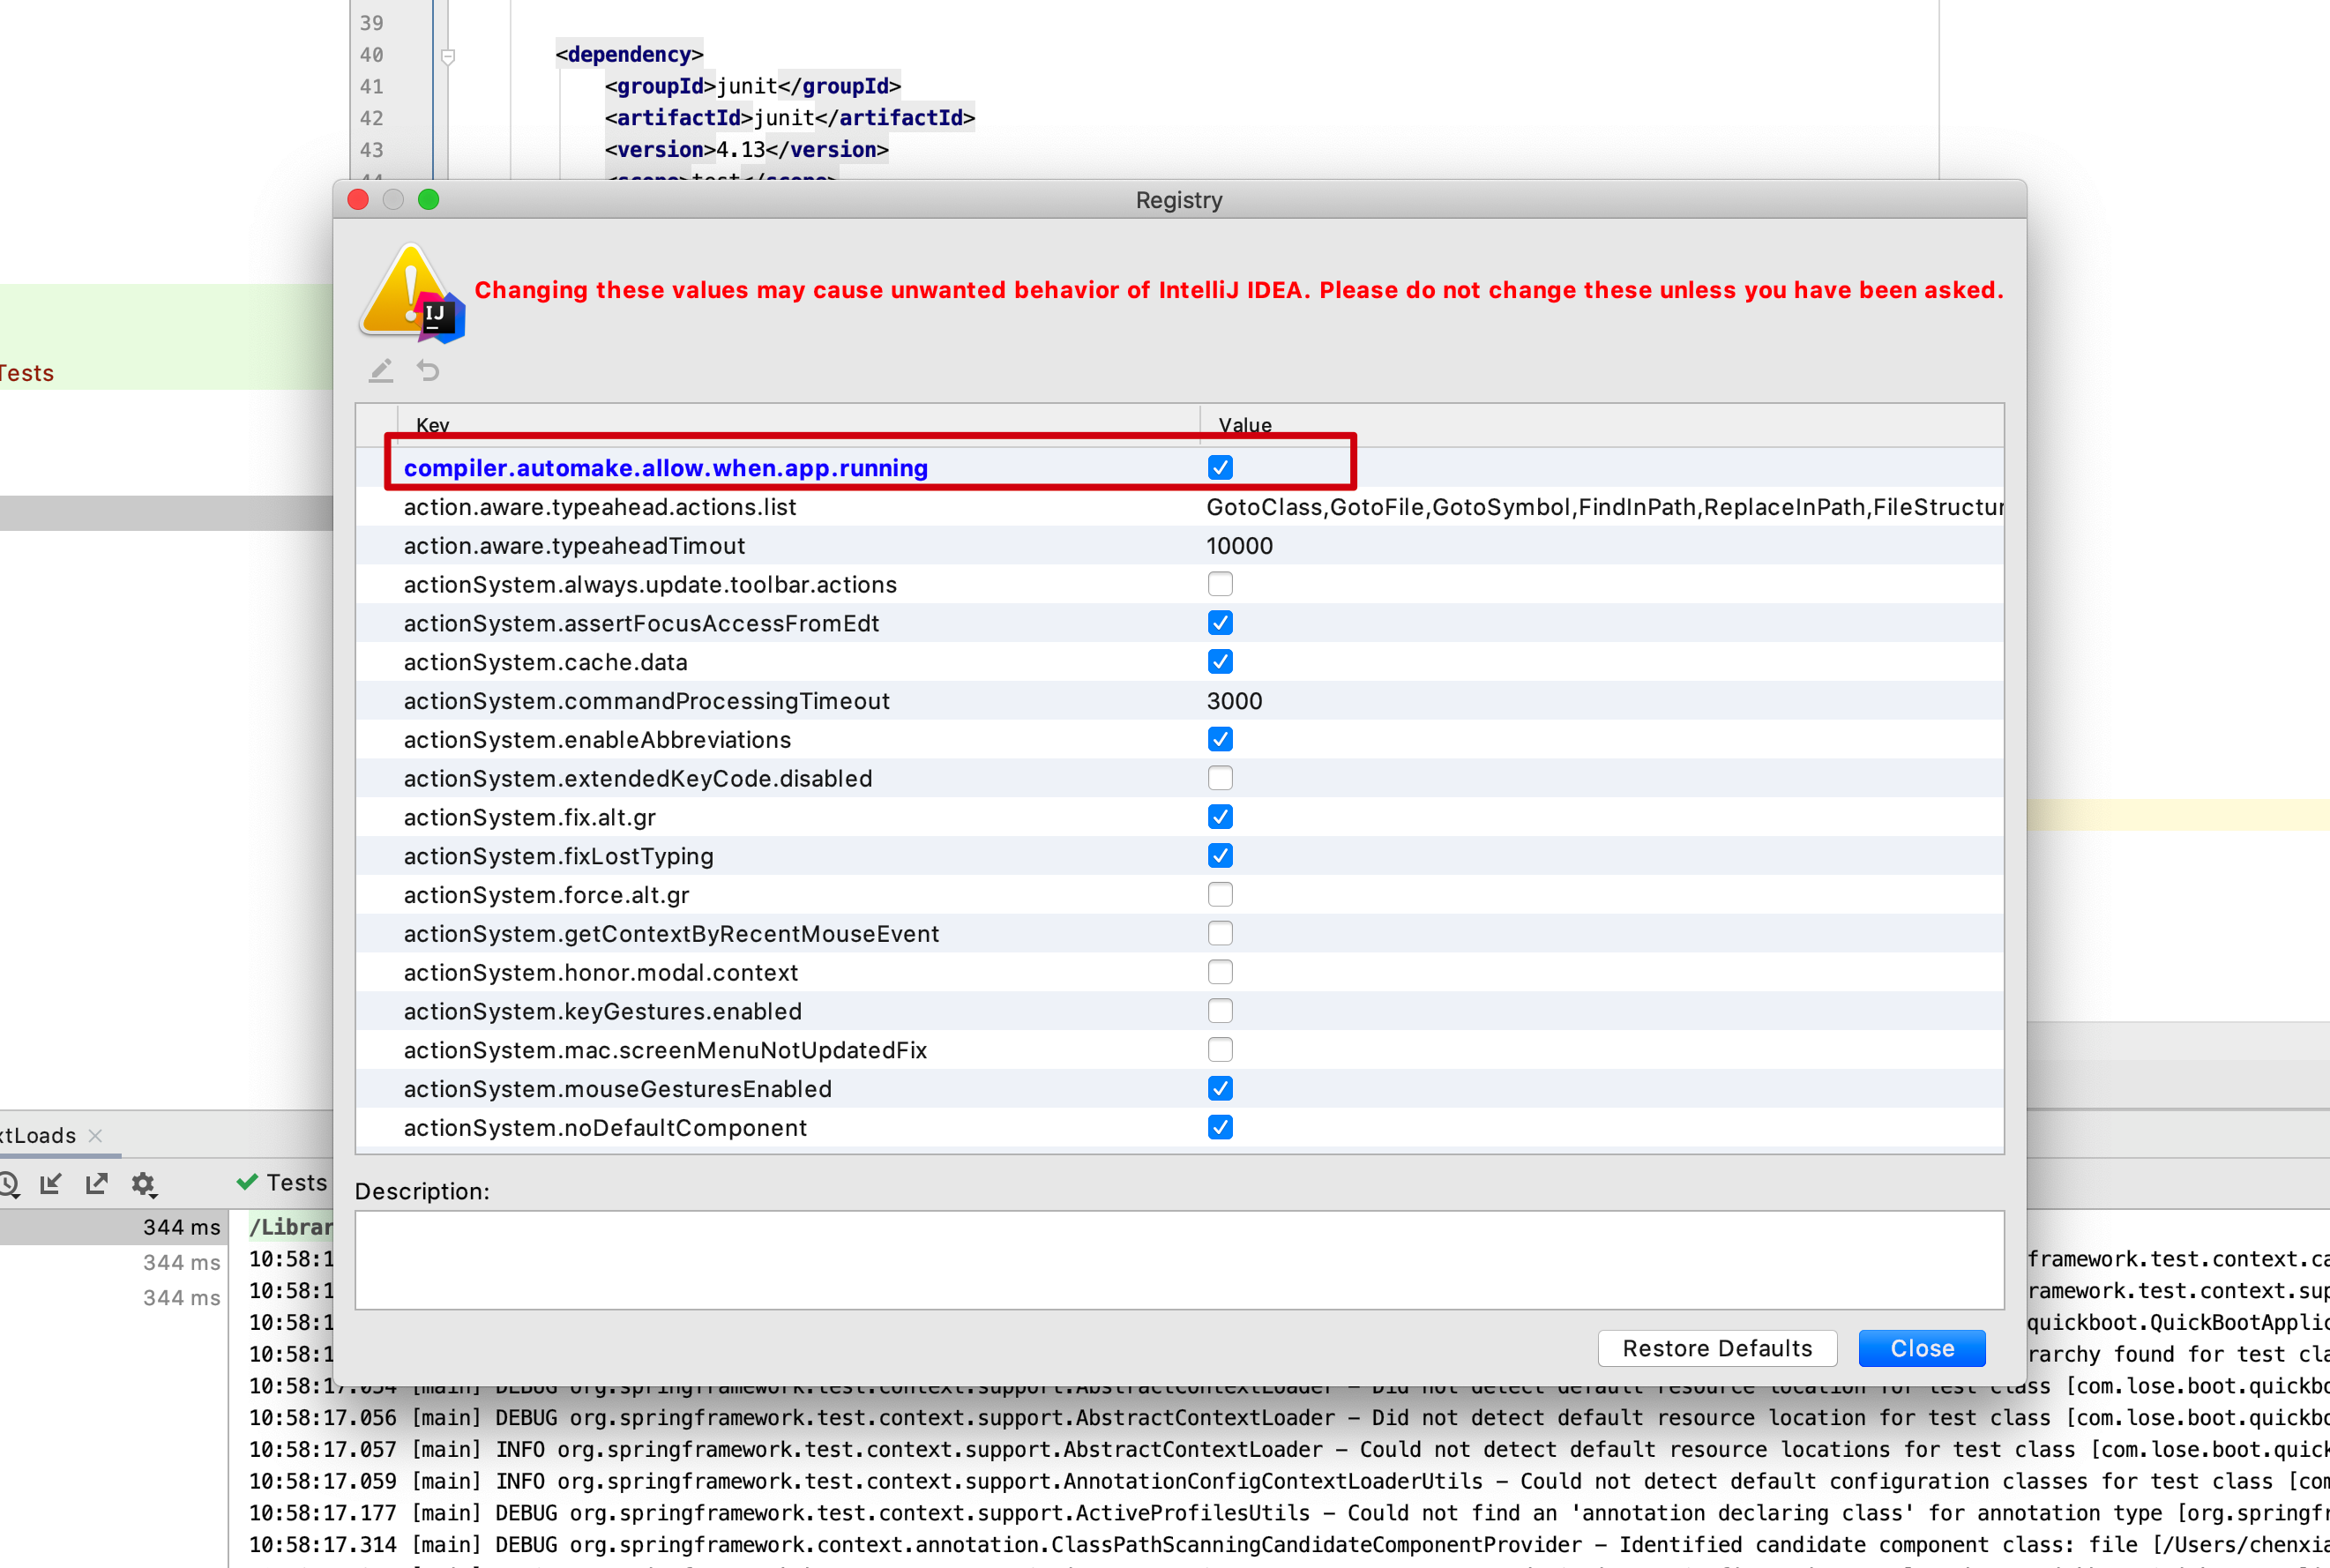 39
40 <dependency>
41 <groupId>junit</groupId>
42 <artifactId>junit</artifactId>
43 <version>4.13</version>
44 <scope>test</scope>
Registry
IJ
Changing these values may cause unwanted behavior of IntelliJ IDEA. Please do not change these unless you have been asked.
Tests
Key Value
compiler.automake.allow.when.app.running
action.aware.typeahead.actions.list GotoClass,GotoFile,GotoSymbol,FindInPath,ReplaceInPath,FileStructur
action.aware.typeaheadTimout 10000
actionSystem.always.update.toolbar.actions
actionSystem.assertFocusAccessFromEdt
actionSystem.cache.data
actionSystem.commandProcessingTimeout 3000
actionSystem.enableAbbreviations
actionSystem.extendedKeyCode.disabled
actionSystem.fix.alt.gr
actionSystem.fixLostTyping
actionSystem.force.alt.gr
actionSystem.getContextByRecentMouseEvent
actionSystem.honor.modal.context
actionSystem.keyGestures.enabled
actionSystem.mac.screenMenuNotUpdatedFix
actionSystem.mouseGesturesEnabled
actionSystem.noDefaultComponent
xtLoads
Tests
Description:
344 ms /Librar
344 ms 10:58:1 framework.test.context.ca
10:58:1 ramework.test.context.sup
344 ms
10:58:1 quickboot.QuickBootApplic
10:58:1 rarchy found for test cla
Restore Defaults Close
10:58:17.054 [main] DEBUG org.springframework.test.context.support.AbstractContextLoader - Did not detect default resource location for test class [com.lose.boot.quickbo
10:58:17.056 [main] DEBUG org.springframework.test.context.support.AbstractContextLoader - Did not detect default resource location for test class [com.lose.boot.quickbo
10:58:17.057 [main] INFO org.springframework.test.context.support.AbstractContextLoader - Could not detect default resource locations for test class [com.lose.boot.quick
10:58:17.059 [main] INFO org.springframework.test.context.support.AnnotationConfigContextLoaderUtils - Could not detect default configuration classes for test class [com
10:58:17.177 [main] DEBUG org.springframework.test.context.support.ActiveProfilesUtils - Could not find an 'annotation declaring class' for annotation type [org.springfr
10:58:17.314 [main] DEBUG org.springframework.context.annotation.ClassPathScanningCandidateComponentProvider - Identified candidate component class: file [/Users/chenxia